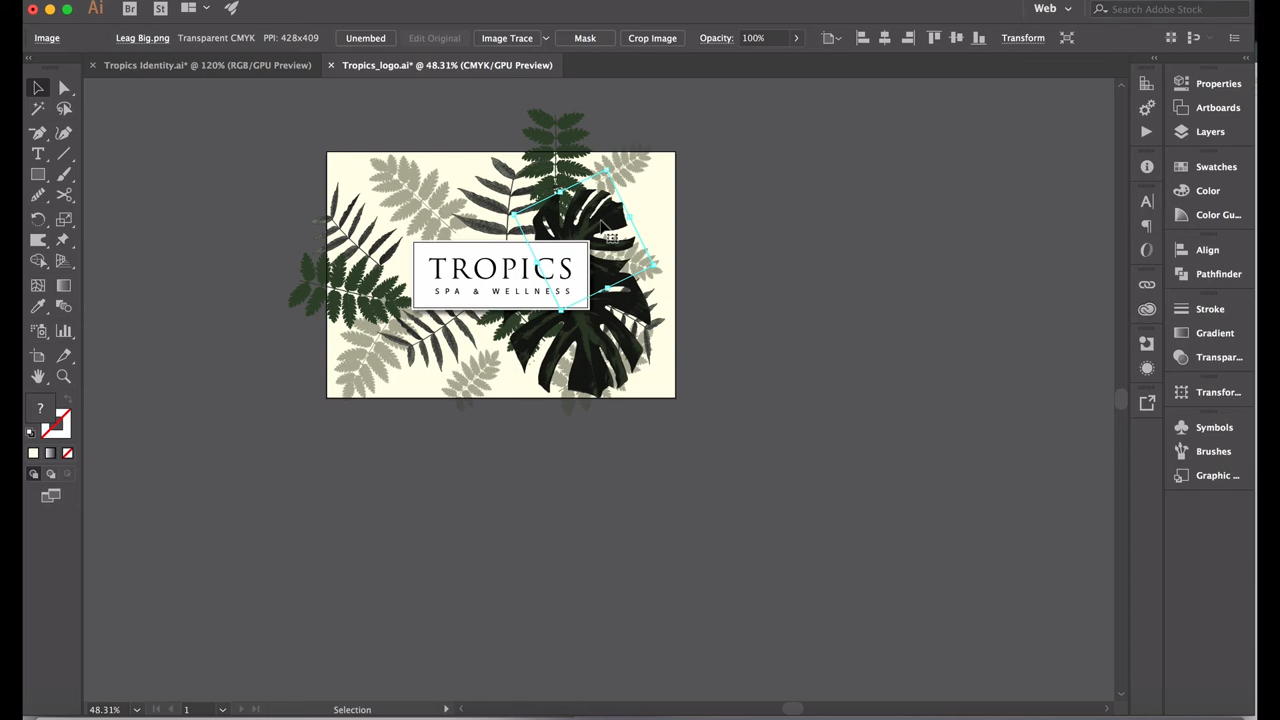 Ai Br St Web Search Adobe Stock
Image Leag Big.png Transparent CMYK PPI: 428x409 Unembed Edit Original Image Trace Mask Crop Image Opacity: 100% Transform
Tropics Identity.ai* @ 120% (RGB/GPU Preview) Tropics_logo.ai* @ 48.31% (CMYK/GPU Preview)
Properties
Artboards
Layers
Swatches
Color
Color Gu...
Align
Pathfinder
Stroke
Gradient
Transpar...
Transfor...
Symbols
Brushes
Graphic ...
TROPICS
SPA & WELLNESS
?
48.31% 1 Selection